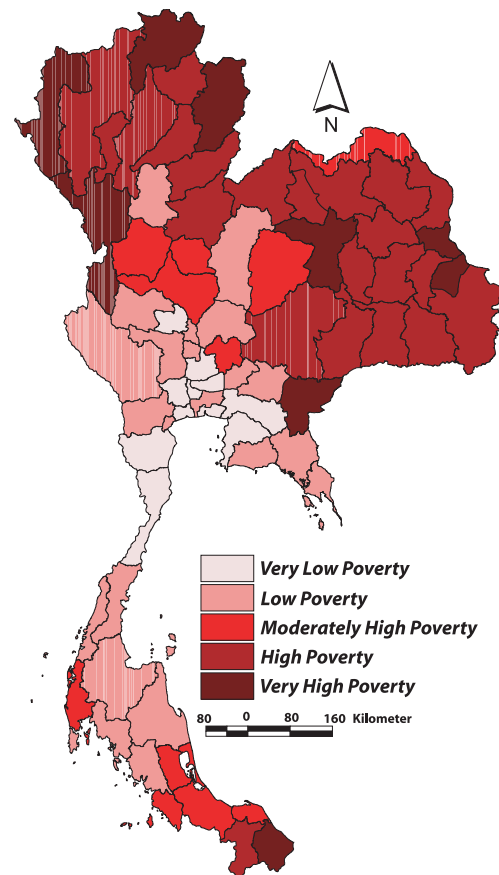 N
Very Low Poverty
Low Poverty
Moderately High Poverty
High Poverty
Very High Poverty
80 0 80 160 Kilometer